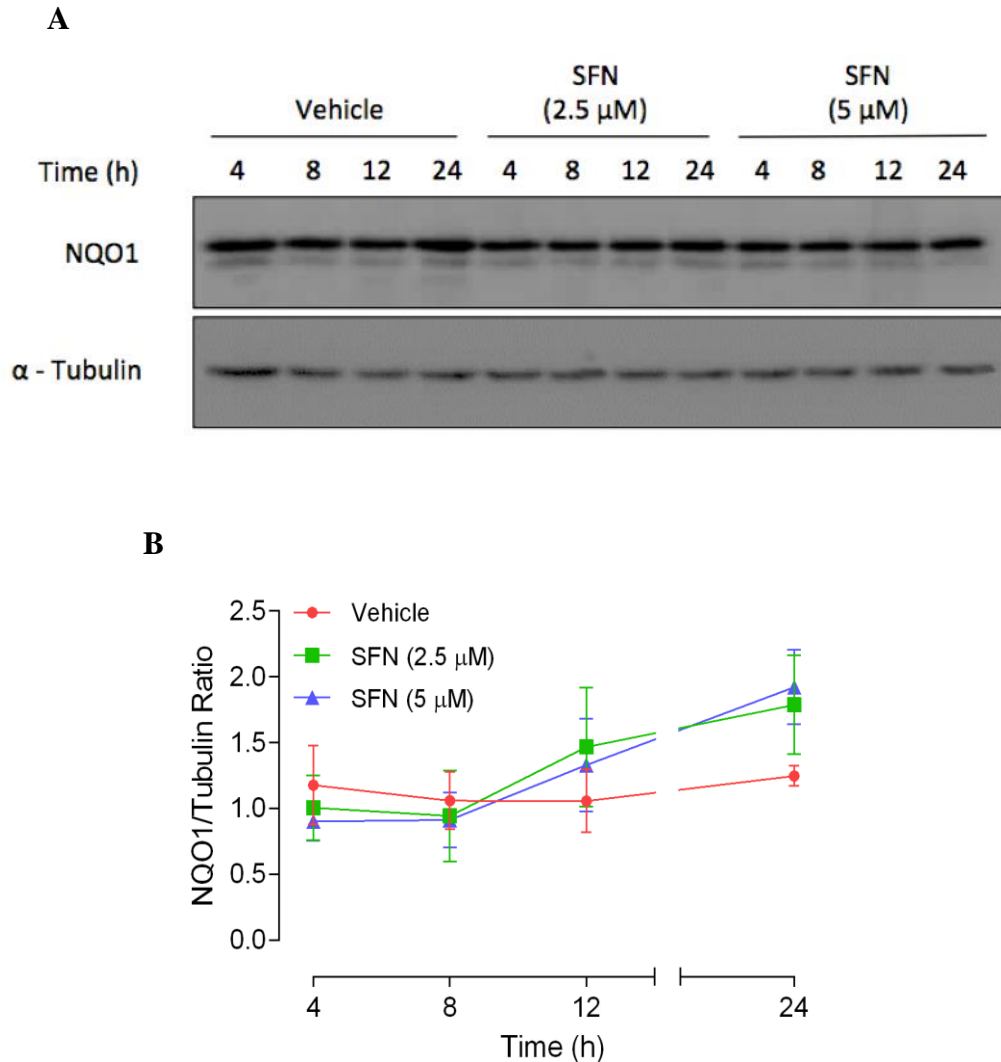 A
Vehicle SFN (2.5 μM) SFN (5 μM)
Time (h) 4 8 12 24 4 8 12 24 4 8 12 24
NQO1
α - Tubulin
B
NQO1/Tubulin Ratio
2.5
2.0
1.5
1.0
0.5
0.0
Vehicle
SFN (2.5 μM)
SFN (5 μM)
4 8 12 24
Time (h)